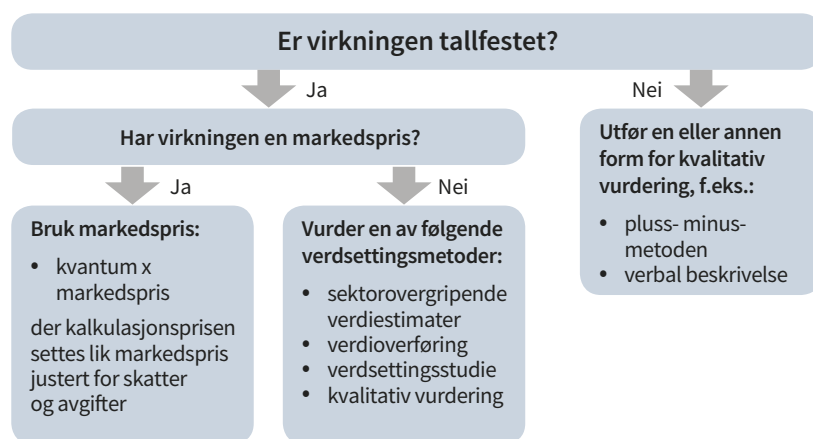 Er virkningen tallfestet?
Ja
Nei
Har virkningen en markedspris?
Ja
Nei
Bruk markedspris:
• kvantum x
markedspris
der kalkulasjonsprisen
settes lik markedspris
justert for skatter
og avgifter
Vurder en av følgende
verdsettingsmetoder:
• sektorovergripende
verdiestimater
• verdioverføring
• verdsettingsstudie
• kvalitativ vurdering
Utfør en eller annen
form for kvalitativ
vurdering, f.eks.:
• pluss- minus-
metoden
• verbal beskrivelse